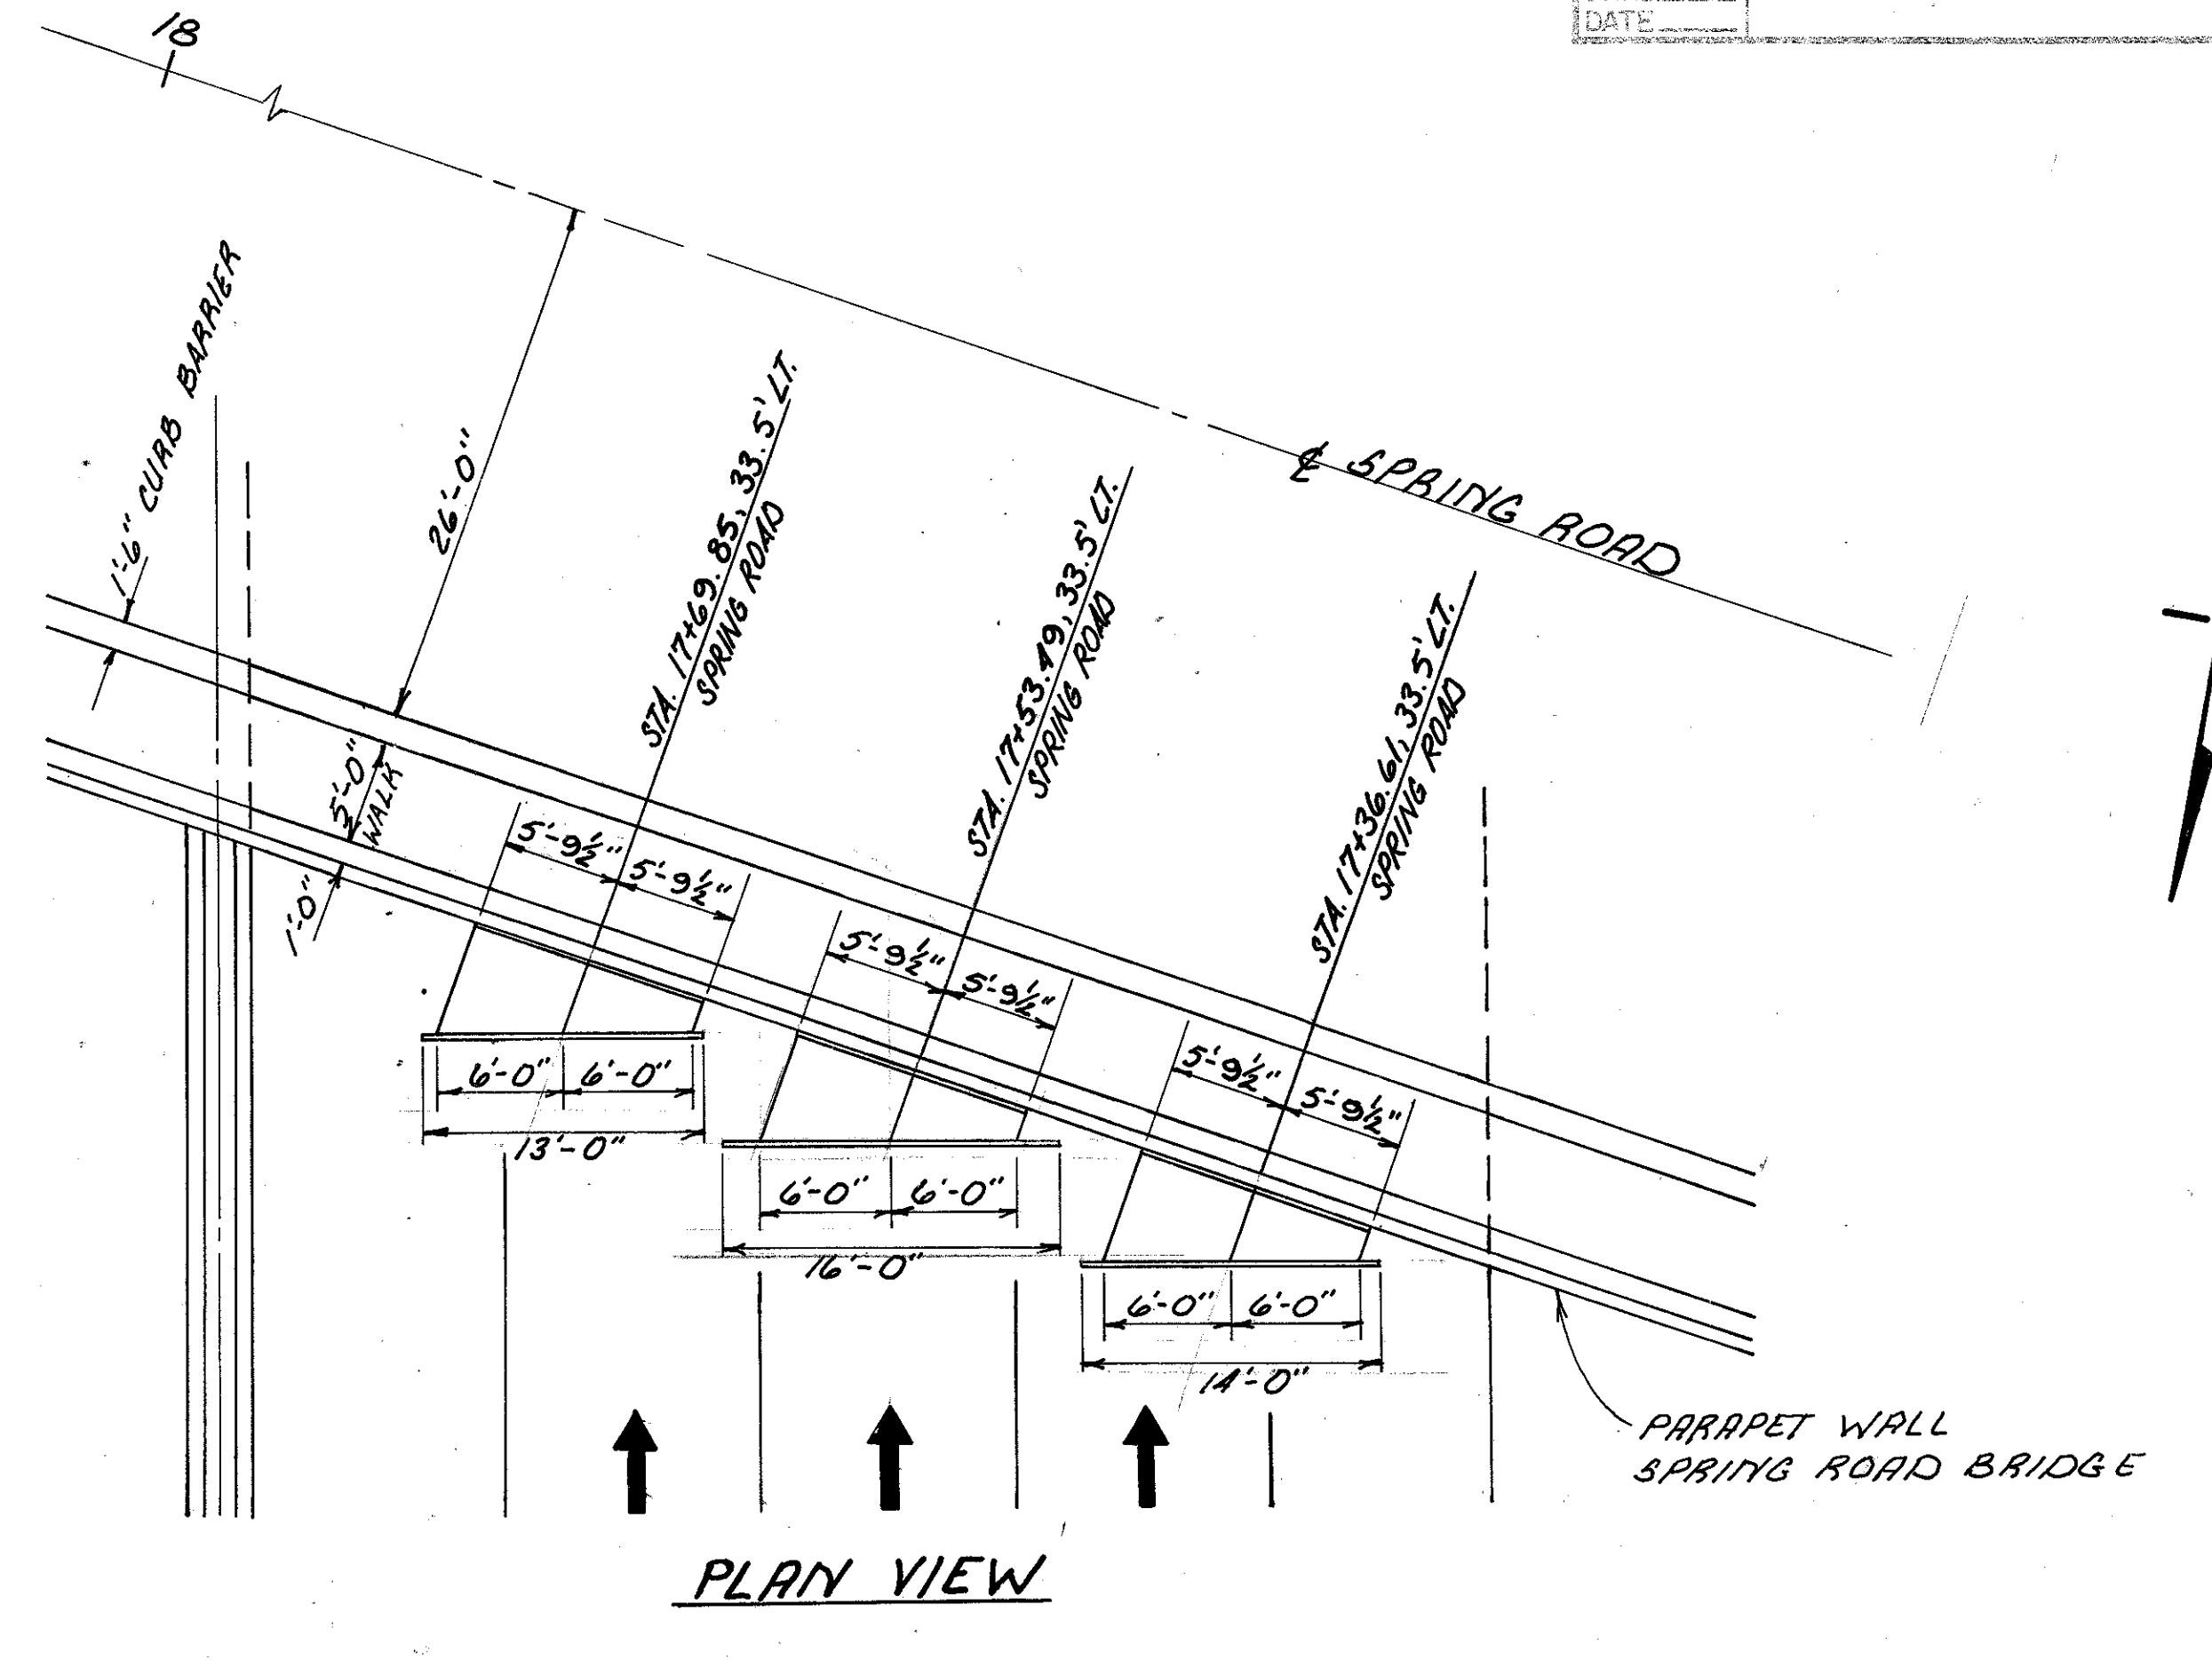 DATE
18
1'-6" CURB BARRIER
26'-0"
STA. 17+69.85, 33.5' LT.
SPRING ROAD
STA. 17+53.49, 33.5' LT.
SPRING ROAD
STA. 17+36.61, 33.5' LT.
SPRING ROAD
℄ SPRING ROAD
5'-0"
WALK
1'-0"
5'-9½"
5'-9½"
5'-9½"
5'-9½"
5'-9½"
5'-9½"
6'-0"
6'-0"
13'-0"
6'-0"
6'-0"
16'-0"
6'-0"
6'-0"
14'-0"
PARAPET WALL
SPRING ROAD BRIDGE
PLAN VIEW